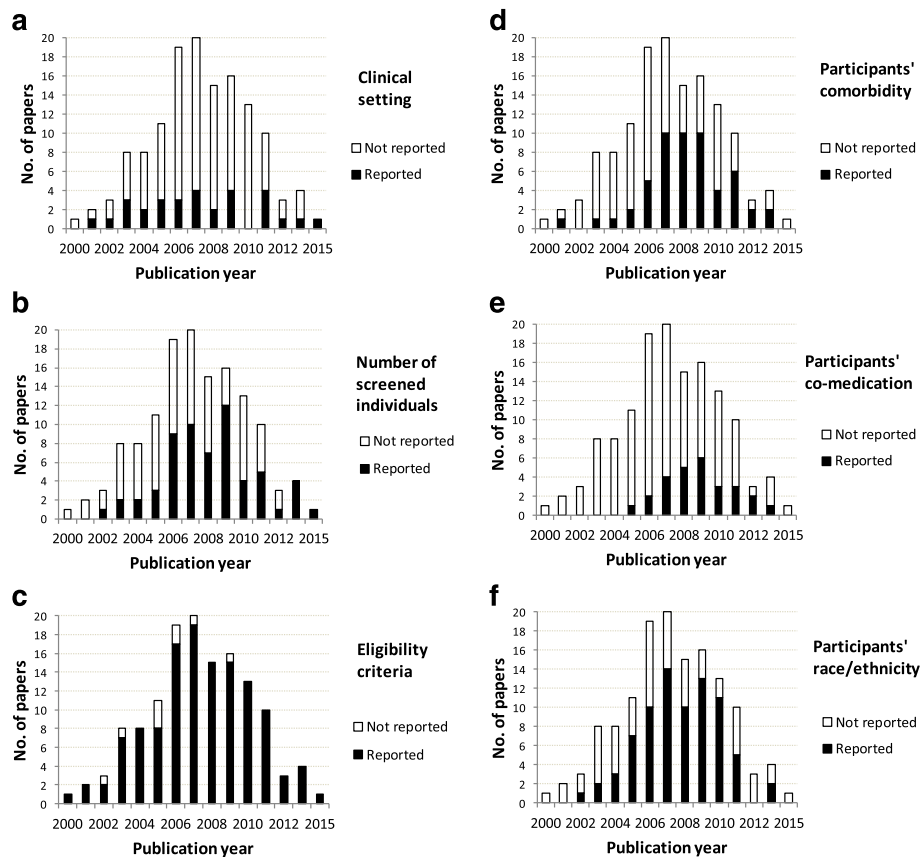 a
20
18
16
14
12
10
8
6
4
2
0
No. of papers
2000 2002 2004 2006 2008 2010 2012 2015
Publication year
Clinical
setting
Not reported
Reported
b
20
18
16
14
12
10
8
6
4
2
0
No. of papers
2000 2002 2004 2006 2008 2010 2012 2015
Publication year
Number of
screened
individuals
Not reported
Reported
c
20
18
16
14
12
10
8
6
4
2
0
No. of papers
2000 2002 2004 2006 2008 2010 2012 2015
Publication year
Eligibility
criteria
Not reported
Reported
d
20
18
16
14
12
10
8
6
4
2
0
No. of papers
2000 2002 2004 2006 2008 2010 2012 2015
Publication year
Participants'
comorbidity
Not reported
Reported
e
20
18
16
14
12
10
8
6
4
2
0
No. of papers
2000 2002 2004 2006 2008 2010 2012 2015
Publication year
Participants'
co-medication
Not reported
Reported
f
20
18
16
14
12
10
8
6
4
2
0
No. of papers
2000 2002 2004 2006 2008 2010 2012 2015
Publication year
Participants'
race/ethnicity
Not reported
Reported